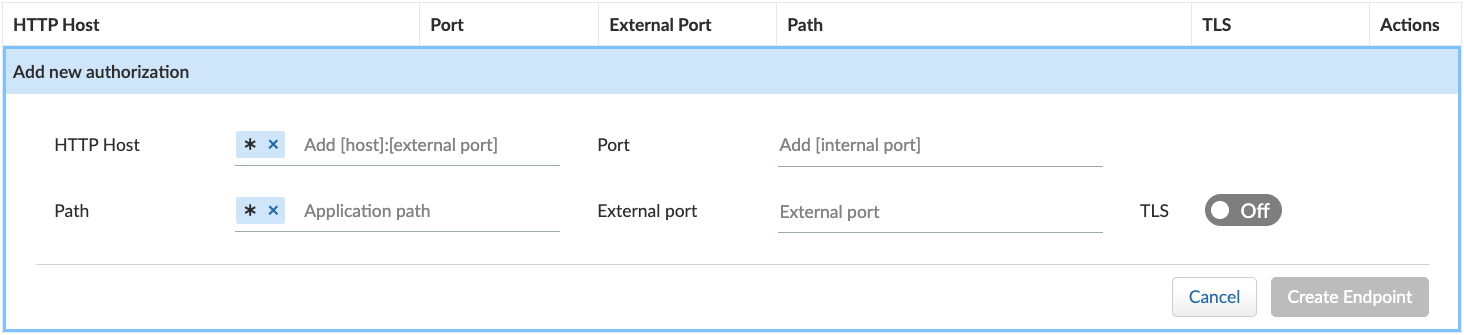 HTTP Host Port External Port Path TLS Actions
Add new authorization
HTTP Host * × Add [host]:[external port] Port Add [internal port]
Path * × Application path External port External port TLS Off
Cancel Create Endpoint